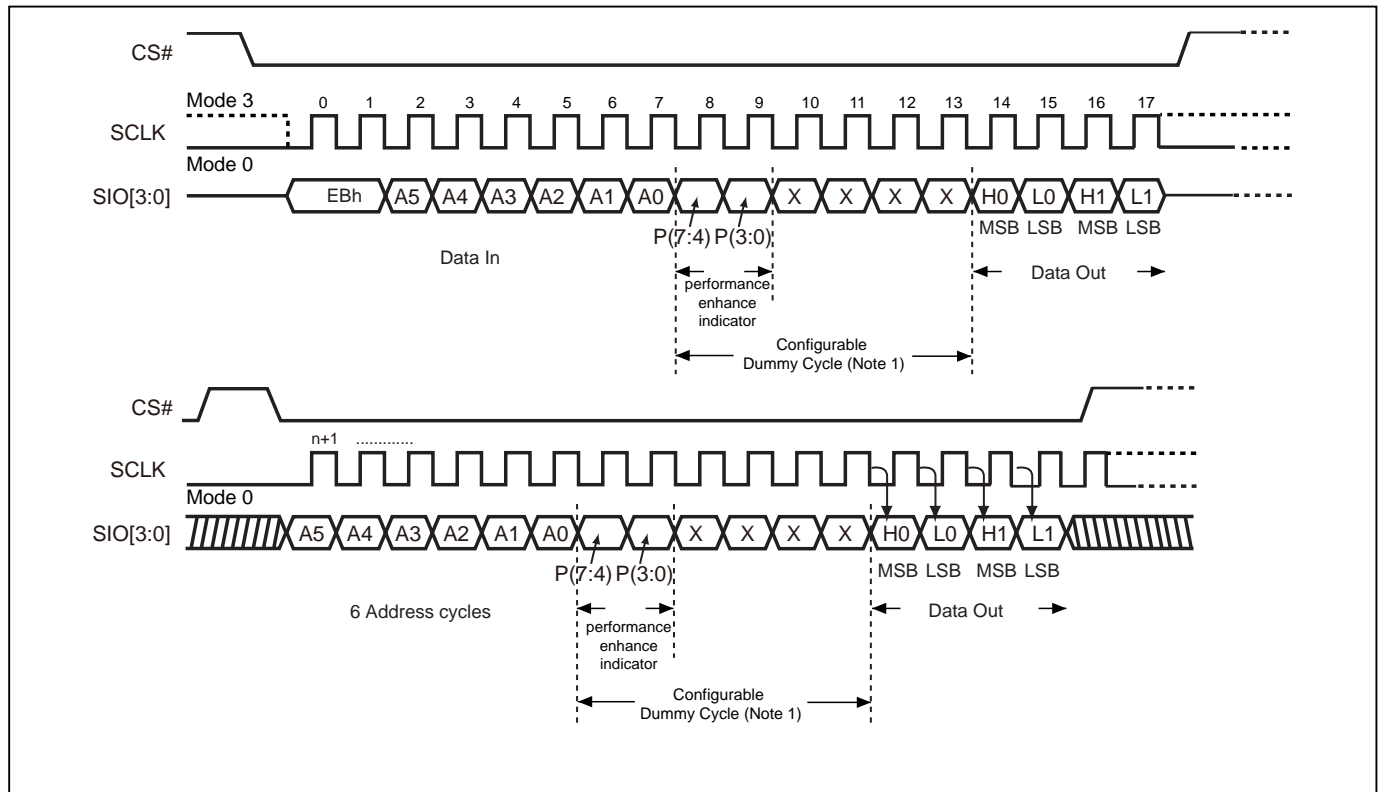 CS#
Mode 3
0 1 2 3 4 5 6 7 8 9 10 11 12 13 14 15 16 17
SCLK
Mode 0
SIO[3:0]
EBh A5 A4 A3 A2 A1 A0 X X X X H0 L0 H1 L1
MSB LSB MSB LSB
P(7:4) P(3:0)
Data In
Data Out
performance
enhance
indicator
Configurable
Dummy Cycle (Note 1)
CS#
n+1 .............
SCLK
Mode 0
SIO[3:0]
A5 A4 A3 A2 A1 A0 X X X X H0 L0 H1 L1
MSB LSB MSB LSB
P(7:4) P(3:0)
6 Address cycles
Data Out
performance
enhance
indicator
Configurable
Dummy Cycle (Note 1)